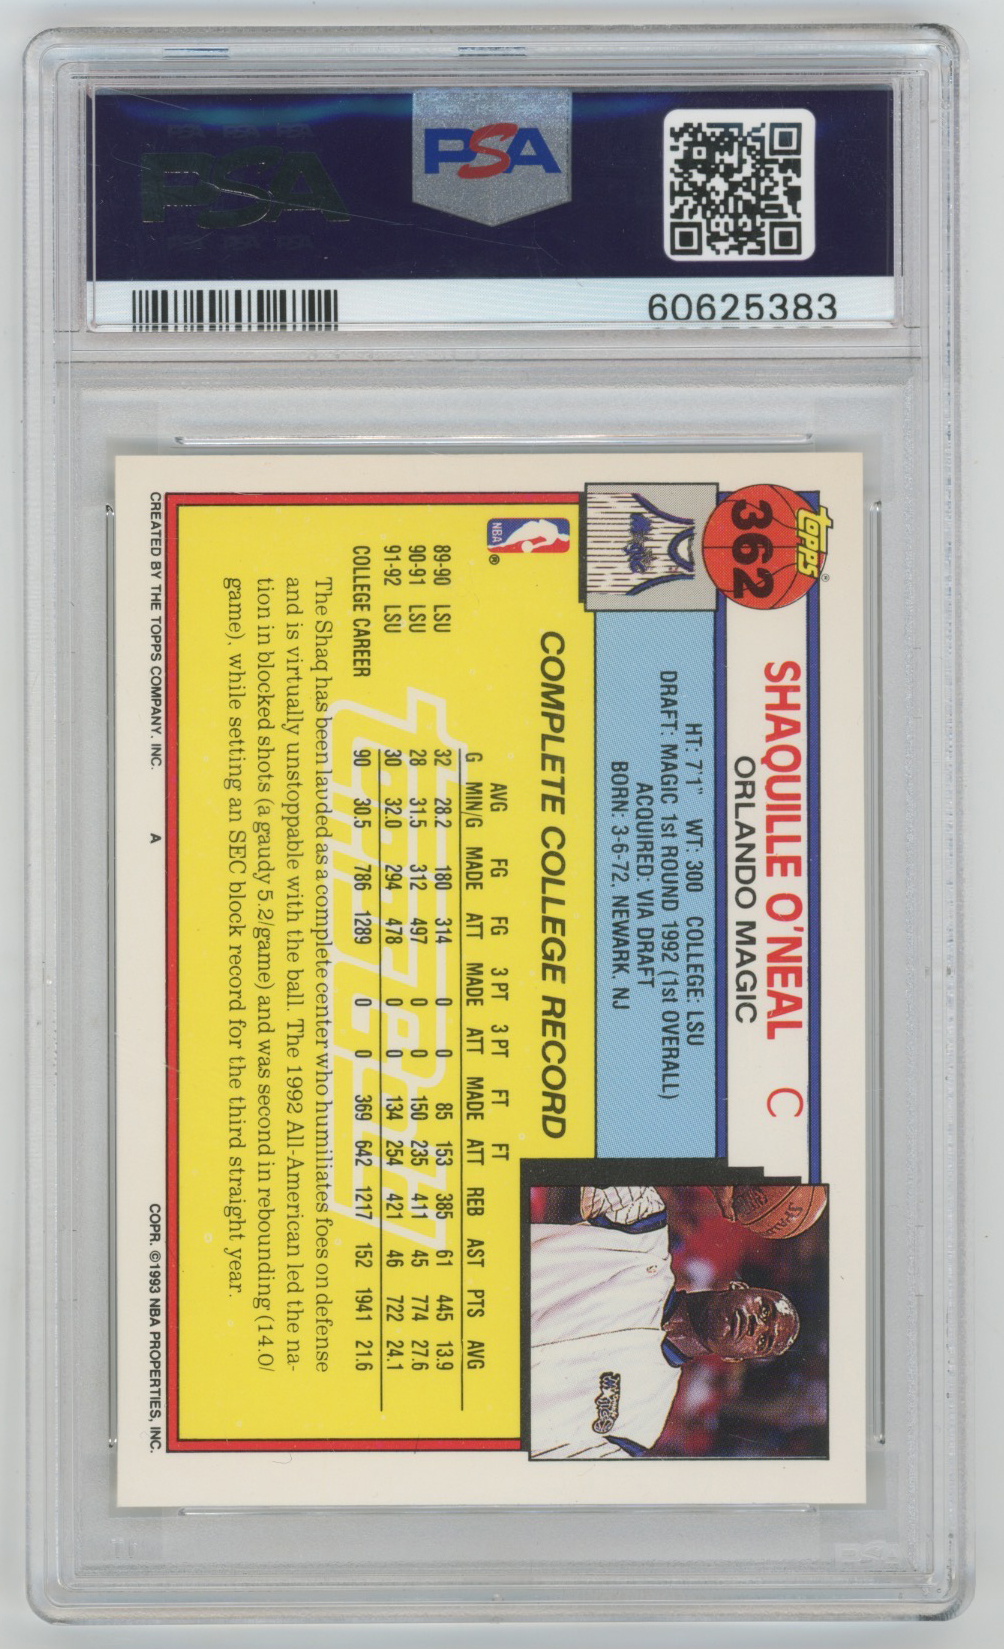 PSA
PSA
60625383
topps®
362
SHAQUILLE O'NEAL C
ORLANDO MAGIC
HT: 7'1" WT: 300 COLLEGE: LSU
DRAFT: MAGIC 1st ROUND 1992 (1st OVERALL)
ACQUIRED: VIA DRAFT
BORN: 3-6-72, NEWARK, NJ
MAGIC
NBA®
COMPLETE COLLEGE RECORD
AVG FG FG 3 PT 3 PT FT FT
G MIN/G MADE ATT MADE ATT MADE ATT REB AST PTS AVG
89-90 LSU 32 28.2 180 314 0 0 85 153 385 61 445 13.9
90-91 LSU 28 31.5 312 497 0 0 150 235 411 45 774 27.6
91-92 LSU 30 32.0 294 478 0 0 134 254 421 46 722 24.1
COLLEGE CAREER 90 30.5 786 1289 0 0 369 642 1217 152 1941 21.6
The Shaq has been lauded as a complete center who humiliates foes on defense
and is virtually unstoppable with the ball. The 1992 All-American led the na-
tion in blocked shots (a gaudy 5.2/game) and was second in rebounding (14.0/
game), while setting an SEC block record for the third straight year.
CREATED BY THE TOPPS COMPANY, INC. A COPR. ©1993 NBA PROPERTIES, INC.